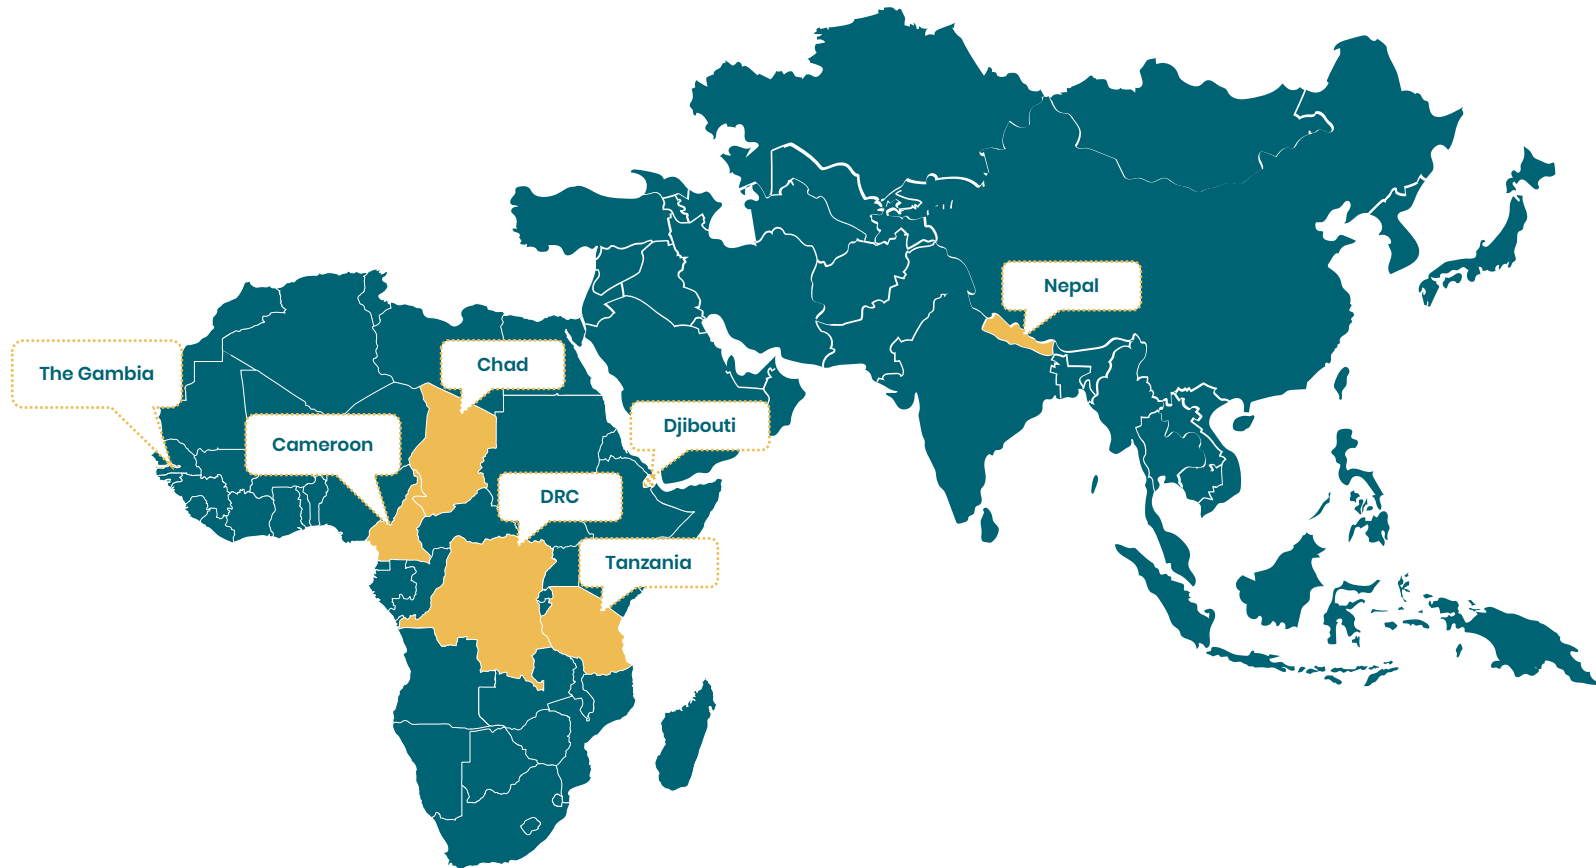 Nepal
The Gambia
Chad
Cameroon
Djibouti
DRC
Tanzania